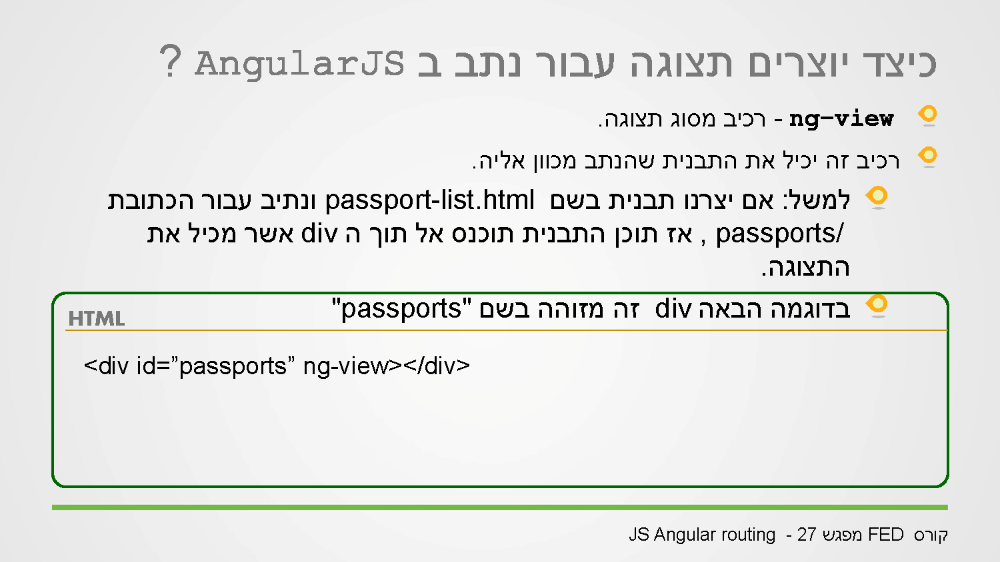 כיצד יוצרים תצוגה עבור נתב ב AngularJS ?
ng-view - רכיב מסוג תצוגה.
רכיב זה יכיל את התבנית שהנתב מכוון אליה.
למשל: אם יצרנו תבנית בשם passport-list.html ונתיב עבור הכתובת
/passports , אז תוכן התבנית תוכנס לא תוך ה div אשר מכיל את
התצוגה.
בדוגמה הבאה div זה מזוהה בשם "passports"
HTML
<div id=”passports” ng-view></div>
קורס FED מפגש 27 - JS Angular routing